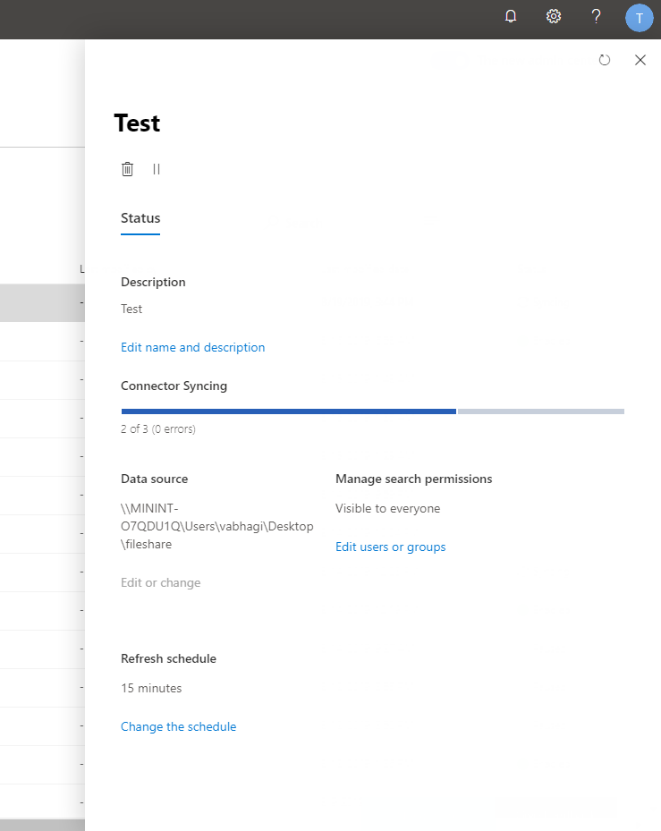 T
Test
Status
L
Description
Test
Edit name and description
Connector Syncing
2 of 3 (0 errors)
Data source
\\MININT-
O7QDU1Q\Users\vabhagi\Desktop
\fileshare
Edit or change
Manage search permissions
Visible to everyone
Edit users or groups
Refresh schedule
15 minutes
Change the schedule